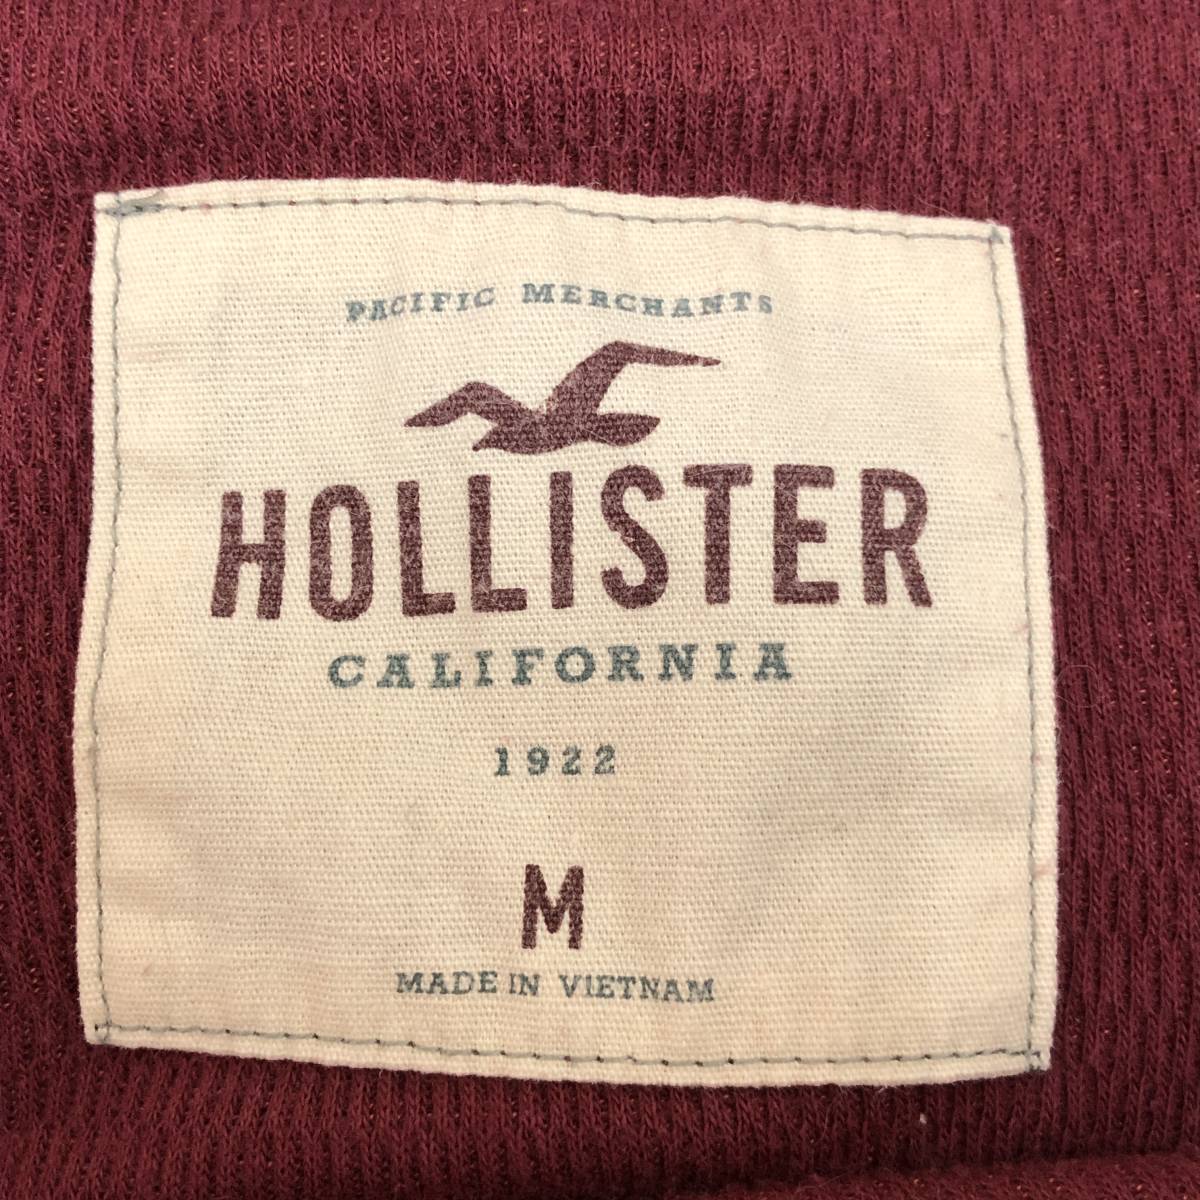 PACIFIC MERCHANTS
HOLLISTER
CALIFORNIA
1922
M
MADE IN VIETNAM